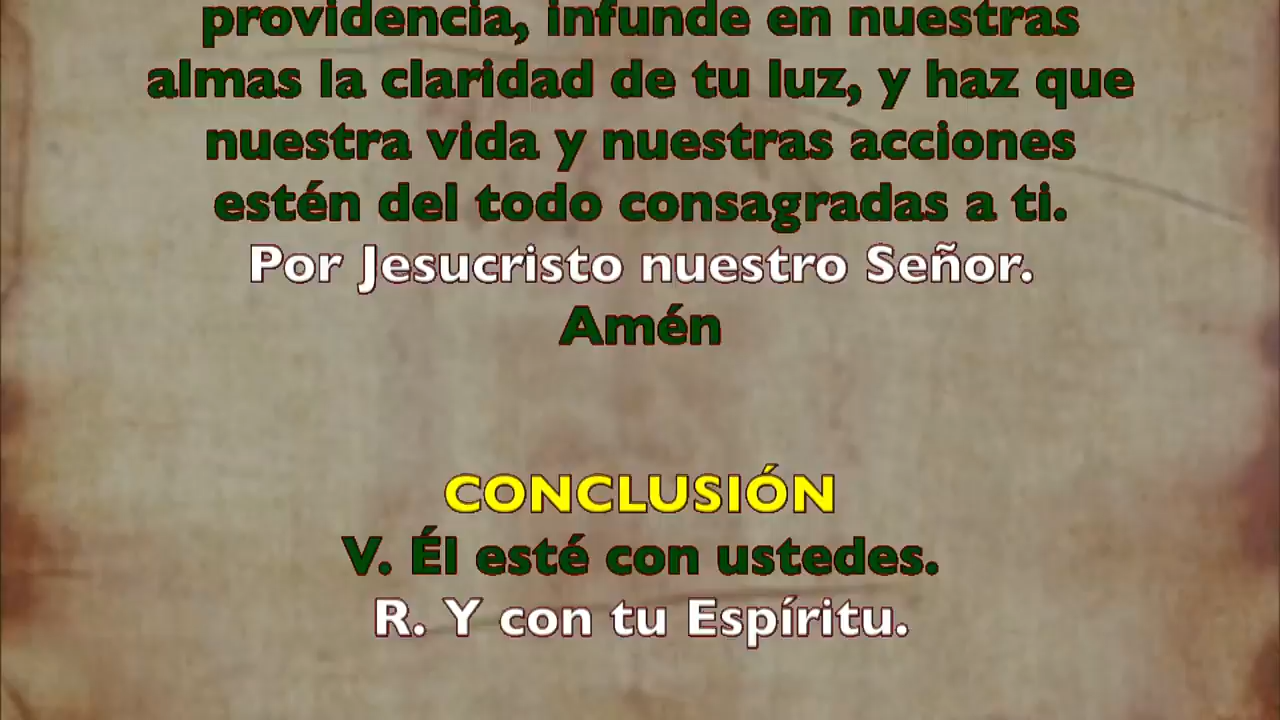 providencia, infunde en nuestras
almas la claridad de tu luz, y haz que
nuestra vida y nuestras acciones
estén del todo consagradas a ti.
Por Jesucristo nuestro Señor.
Amén
CONCLUSIÓN
V. Él esté con ustedes.
R. Y con tu Espíritu.